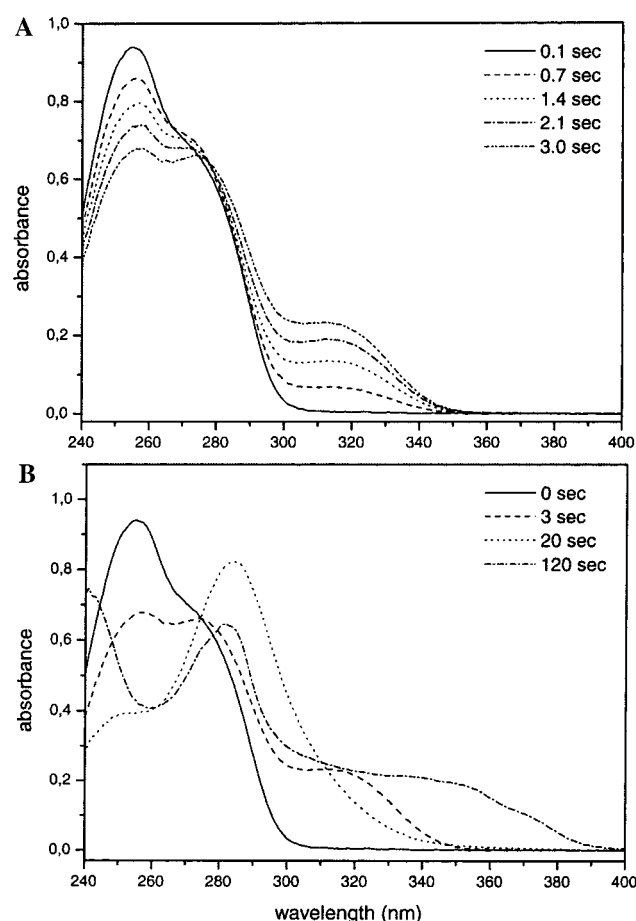 A
1,0
0,8
0,6
0,4
0,2
0,0
absorbance
0.1 sec
0.7 sec
1.4 sec
2.1 sec
3.0 sec
240 260 280 300 320 340 360 380 400
B
1,0
0,8
0,6
0,4
0,2
0,0
absorbance
0 sec
3 sec
20 sec
120 sec
240 260 280 300 320 340 360 380 400
wavelength (nm)